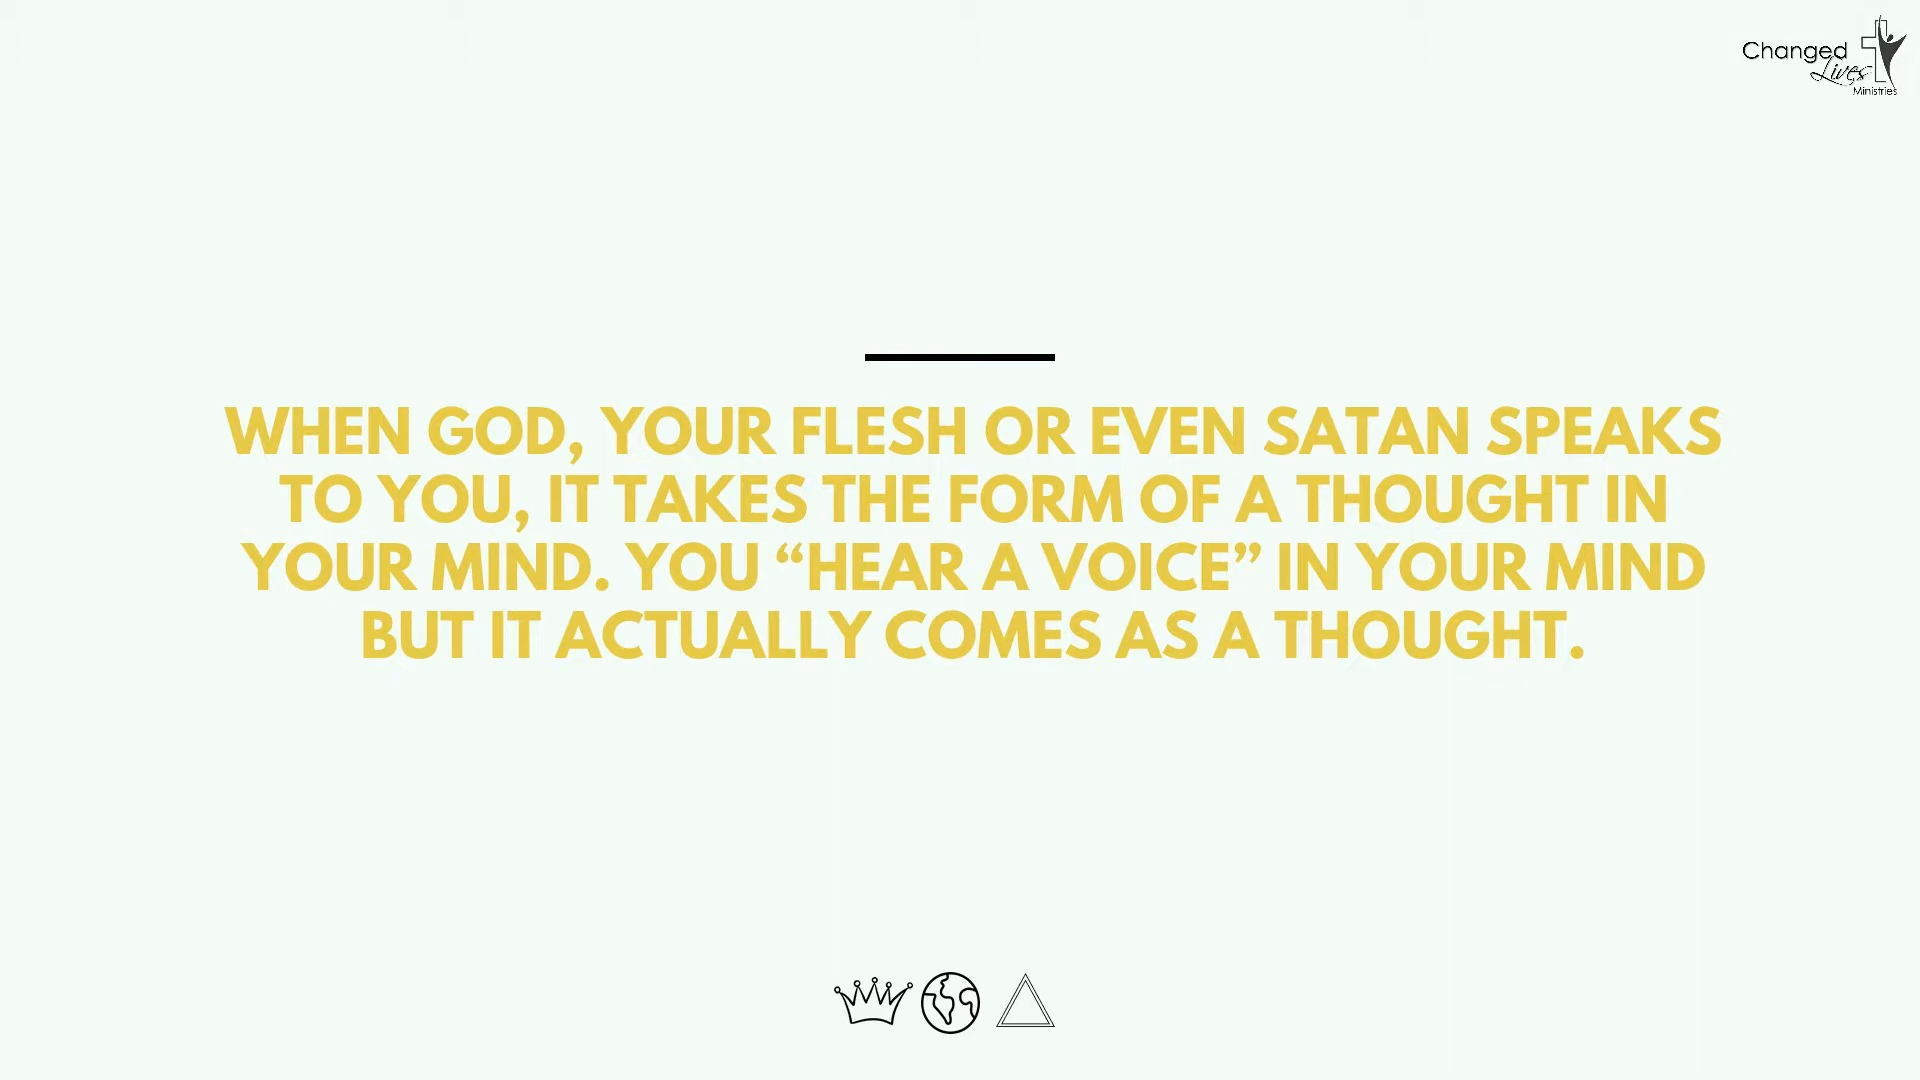 Changed
Lives
Ministries
WHEN GOD, YOUR FLESH OR EVEN SATAN SPEAKS
TO YOU, IT TAKES THE FORM OF A THOUGHT IN
YOUR MIND. YOU “HEAR A VOICE” IN YOUR MIND
BUT IT ACTUALLY COMES AS A THOUGHT.